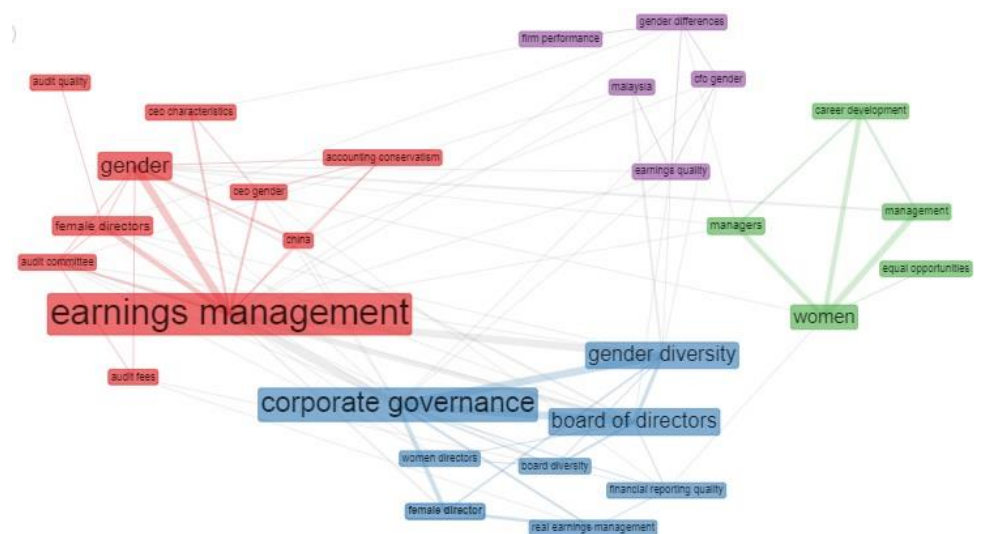 )
gender differences
firm performance
audit quality
malaysia
cfo gender
ceo characteristics
career development
gender
accounting conservatism
earnings quality
ceo gender
management
female directors
managers
china
audit committee
equal opportunities
earnings management
women
gender diversity
audit fees
corporate governance
board of directors
women directors
board diversity
financial reporting quality
female director
real earnings management